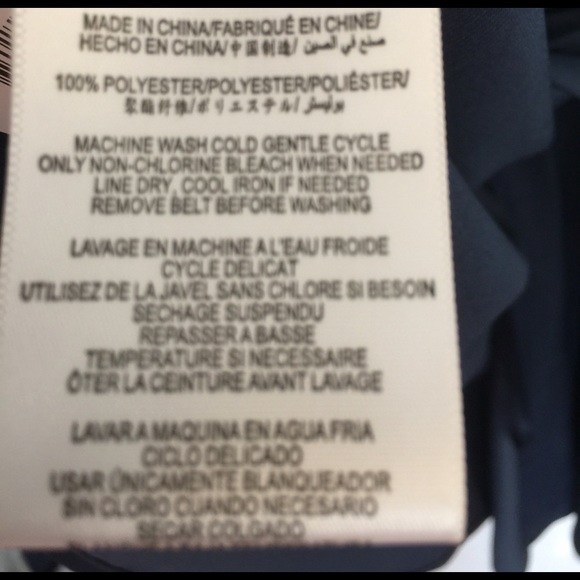 MADE IN CHINA/FABRIQUÉ EN CHINE/
HECHO EN CHINA/中国制造/ صنع في الصين
100% POLYESTER/POLYESTER/POLIÉSTER/
聚酯纤维/ポリエステル/ بوليستر
MACHINE WASH COLD GENTLE CYCLE
ONLY NON-CHLORINE BLEACH WHEN NEEDED
LINE DRY, COOL IRON IF NEEDED
REMOVE BELT BEFORE WASHING
LAVAGE EN MACHINE A L'EAU FROIDE
CYCLE DELICAT
UTILISEZ DE LA JAVEL SANS CHLORE SI BESOIN
SECHAGE SUSPENDU
REPASSER A BASSE
TEMPERATURE SI NECESSAIRE
ÔTER LA CEINTURE AVANT LAVAGE
LAVAR A MAQUINA EN AGUA FRIA
CICLO DELICADO
USAR ÚNICAMENTE BLANQUEADOR
SIN CLORO CUANDO NECESARIO
SECAR COLGADO